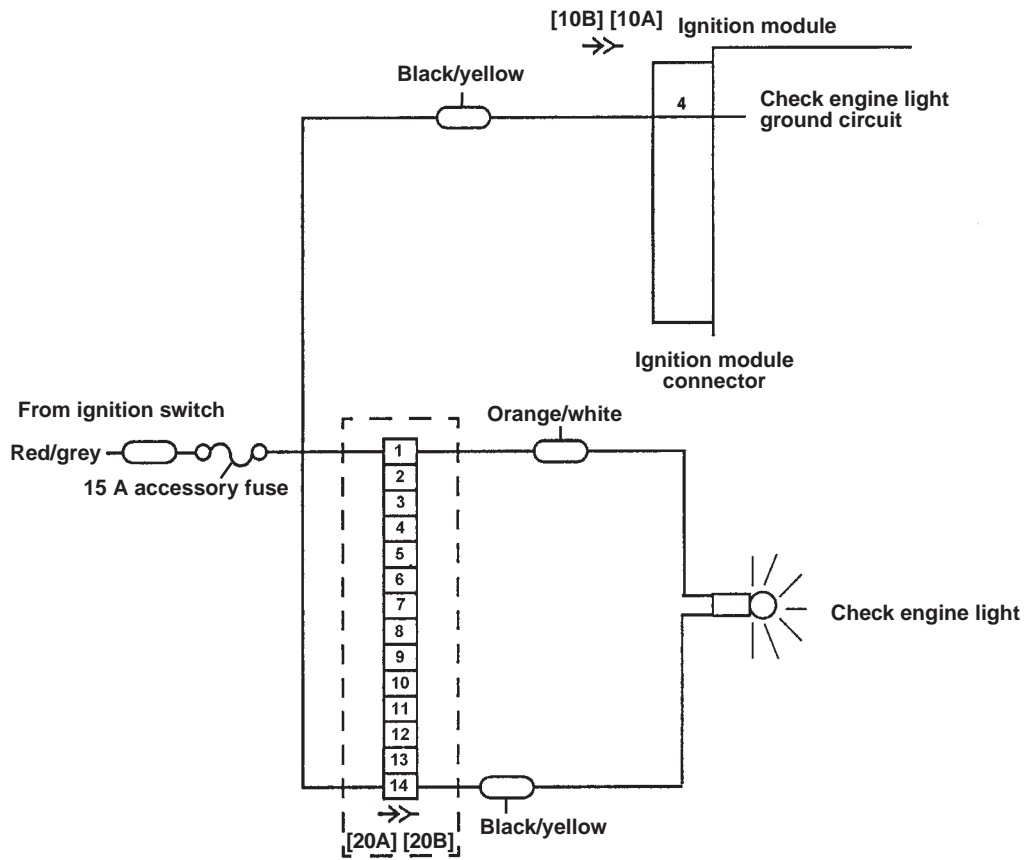 [10B] [10A]
Ignition module
Black/yellow
4
Check engine light
ground circuit
Ignition module
connector
From ignition switch
Red/grey
15 A accessory fuse
Orange/white
1
2
3
4
5
6
7
8
9
10
11
12
13
14
Check engine light
Black/yellow
[20A] [20B]